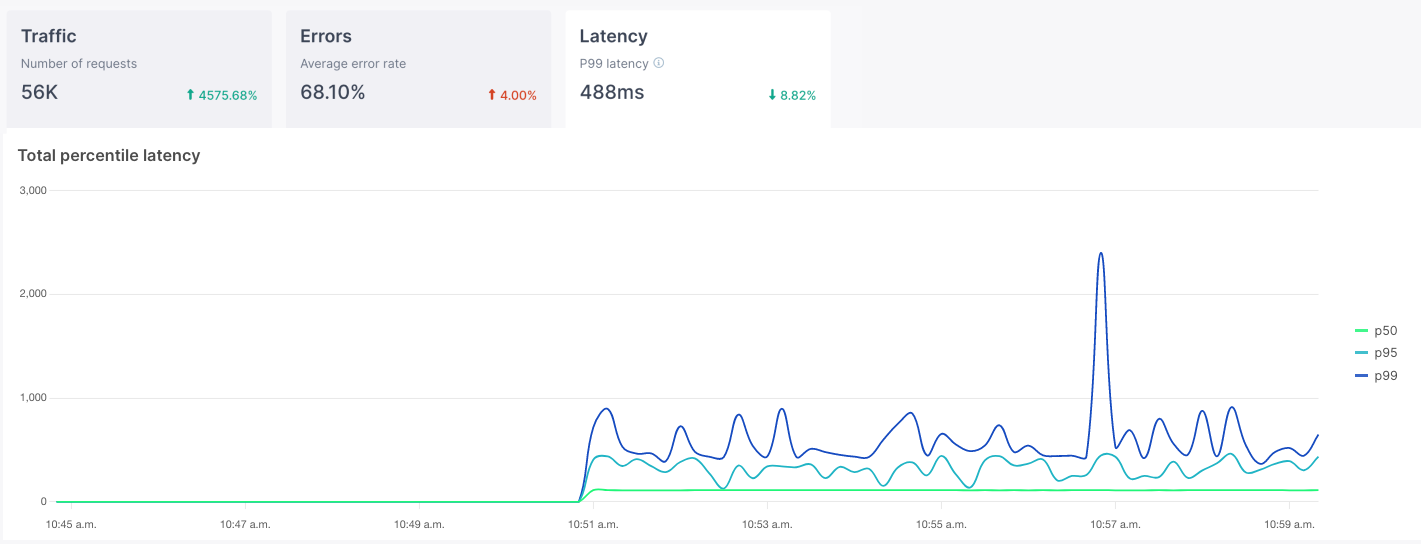 Traffic
Number of requests
56K
↑ 4575.68%
Errors
Average error rate
68.10%
↑ 4.00%
Latency
P99 latency ⓘ
488ms
↓ 8.82%
Total percentile latency
3,000
2,000
1,000
0
10:45 a.m.
10:47 a.m.
10:49 a.m.
10:51 a.m.
10:53 a.m.
10:55 a.m.
10:57 a.m.
10:59 a.m.
p50
p95
p99